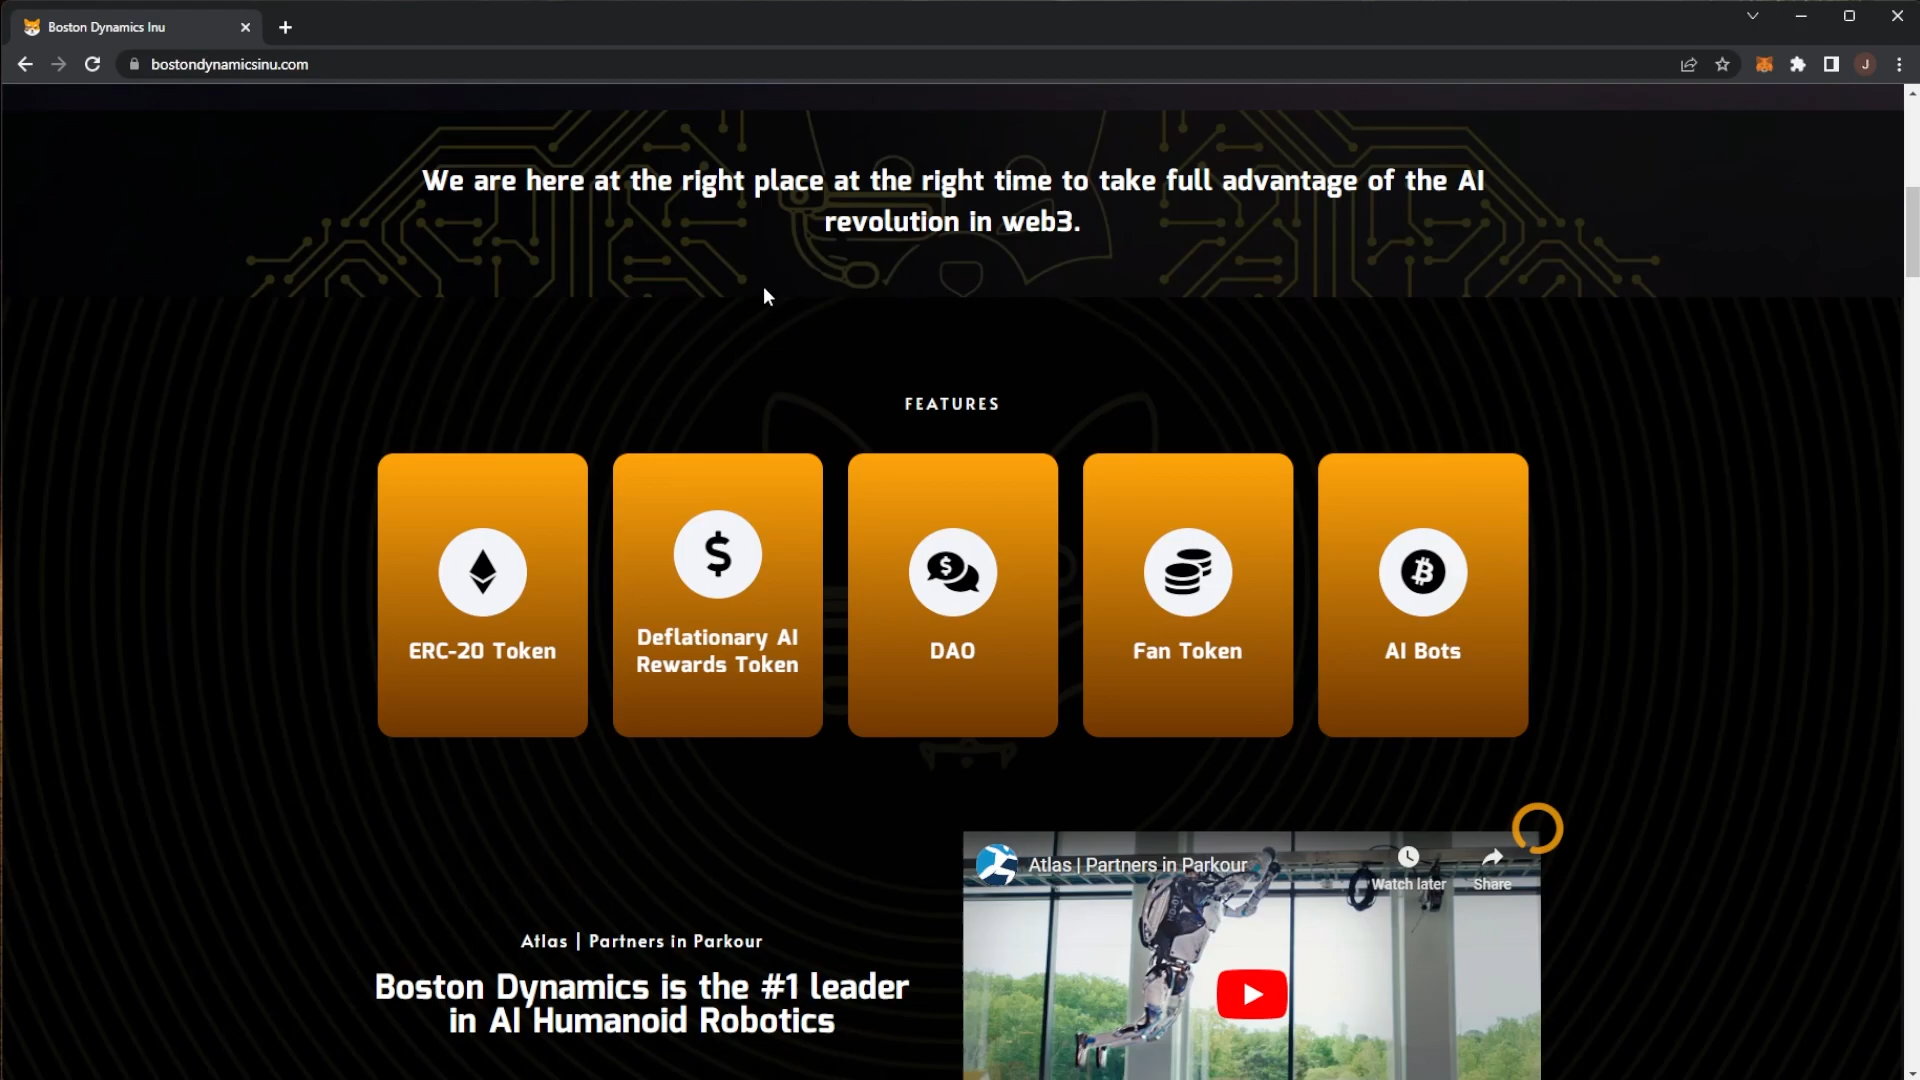 Boston Dynamics Inu
bostondynamicsinu.com
J
We are here at the right place at the right time to take full advantage of the AI
revolution in web3.
FEATURES
ERC-20 Token
Deflationary AI
Rewards Token
DAO
Fan Token
AI Bots
Atlas | Partners in Parkour
Watch later
Share
Atlas | Partners in Parkour
Boston Dynamics is the #1 leader
in AI Humanoid Robotics